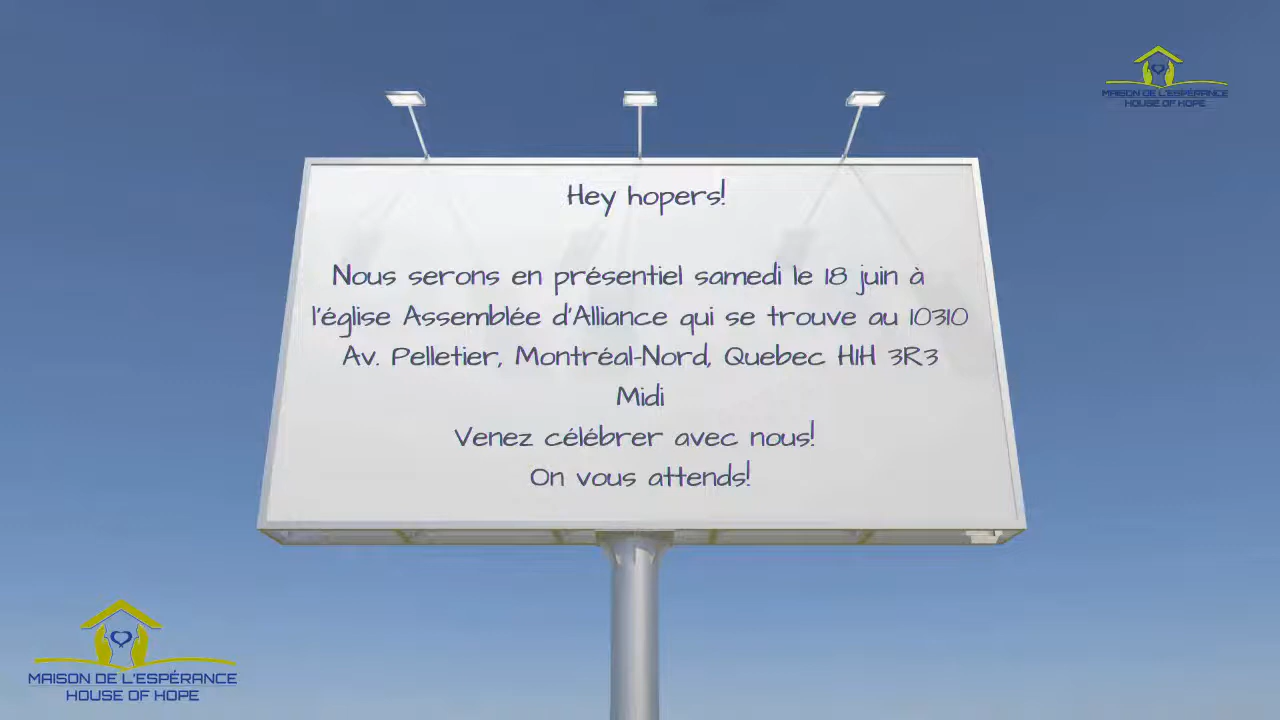 MAISON DE L'ESPÉRANCE
HOUSE OF HOPE
Hey hopers!
Nous serons en présentiel samedi le 18 juin à
l'église Assemblée d'Alliance qui se trouve au 10310
Av. Pelletier, Montréal-Nord, Quebec H1H 3R3
Midi
Venez célébrer avec nous!
On vous attends!
MAISON DE L'ESPÉRANCE
HOUSE OF HOPE